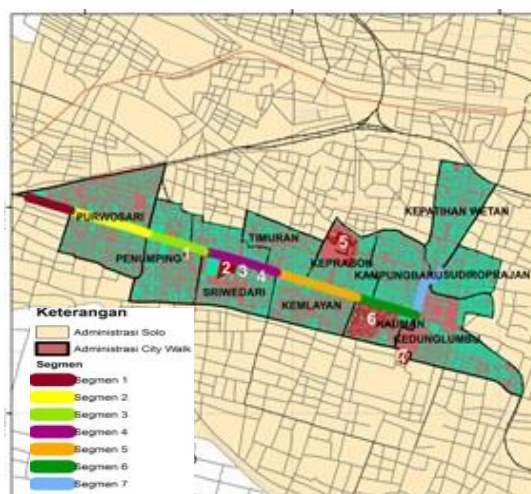 KEPATIHAN WETAN
PURWOSARI
TIMURAN
5
KEPRABON
1
PENUMPING
2
3
4
KAMPUNGBARU
SUDIROPRAJAN
SRIWEDARI
KEMLAYAN
6
KAUMAN
KEDUNGLUMBU
Keterangan
Administrasi Solo
Administrasi City Walk
Segmen
Segmen 1
Segmen 2
Segmen 3
Segmen 4
Segmen 5
Segmen 6
Segmen 7